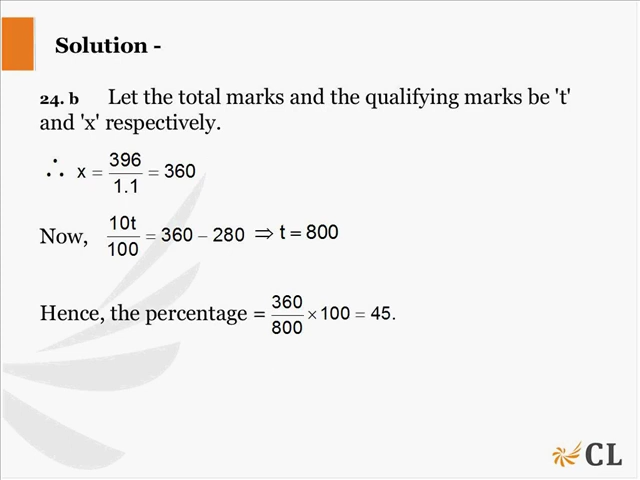 Solution -
24. b Let the total marks and the qualifying marks be 't'
and 'x' respectively.
∴ x = 396/1.1 = 360
Now, 10t/100 = 360 – 280 ⇒ t = 800
Hence, the percentage = 360/800 × 100 = 45.
CL